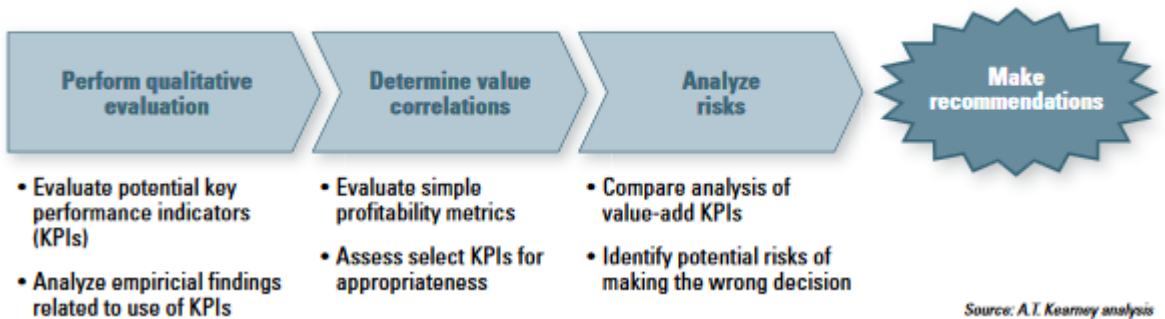 Perform qualitative
evaluation
Determine value
correlations
Analyze
risks
Make
recommendations
• Evaluate potential key
performance indicators
(KPIs)
• Analyze empiricial findings
related to use of KPIs
• Evaluate simple
profitability metrics
• Assess select KPIs for
appropriateness
• Compare analysis of
value-add KPIs
• Identify potential risks of
making the wrong decision
Source: A.T. Kearney analysis